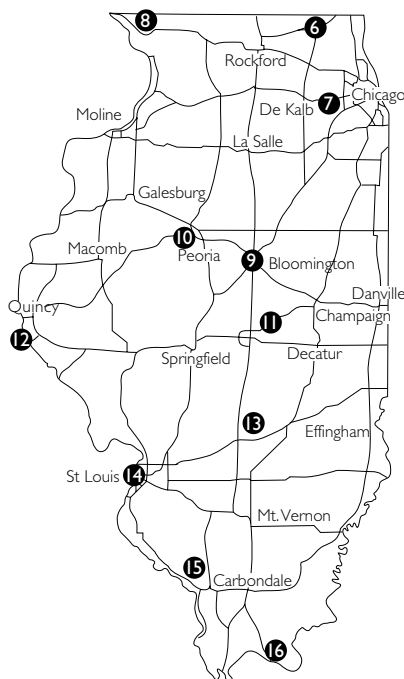 8
6
Rockford
Chicago
7
De Kalb
Moline
La Salle
Galesburg
10
Macomb
Peoria
9
Bloomington
Danville
Quincy
11
Champaign
12
Springfield
Decatur
13
Effingham
St Louis
14
Mt. Vernon
15
Carbondale
16